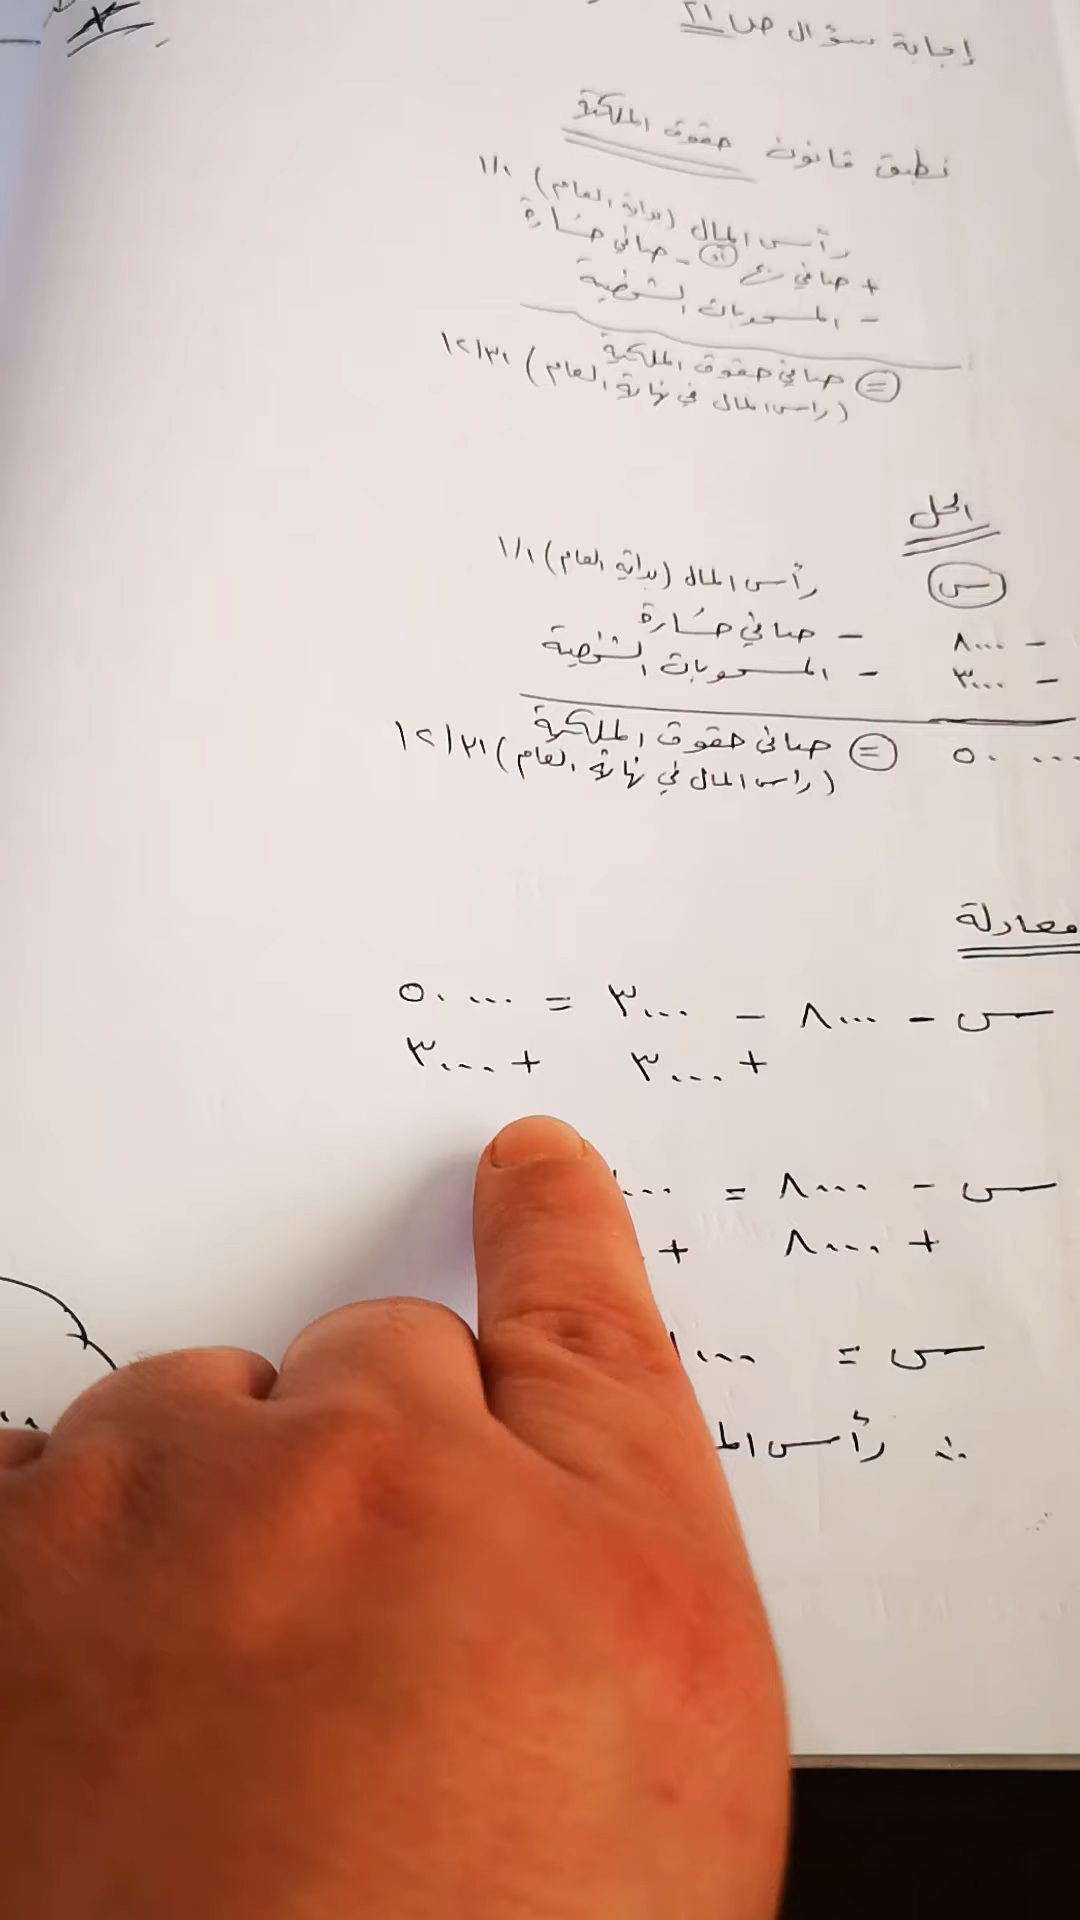 إجابة سؤال ص ٢١
نطبق قانون حقوق الملكية
رأس المال (بداية العام) ١/١
+ صافي ربح أو - صافي خسارة
- المسحوبات الشخصية
= صافي حقوق الملكية
(رأس المال في نهاية العام) ١٢/٣١
الحل
س رأس المال (بداية العام) ١/١
- ٨٠٠٠ - صافي خسارة
- ٣٠٠٠ - المسحوبات الشخصية
٥٠٠٠٠ = صافي حقوق الملكية
(راس المال في نهاية العام) ١٢/٣١
معادلة
س - ٨٠٠٠ - ٣٠٠٠ = ٥٠٠٠٠
+ ٣٠٠٠ + ٣٠٠٠
س - ٨٠٠٠ =
+ ٨٠٠٠ +
س =
∴ رأس